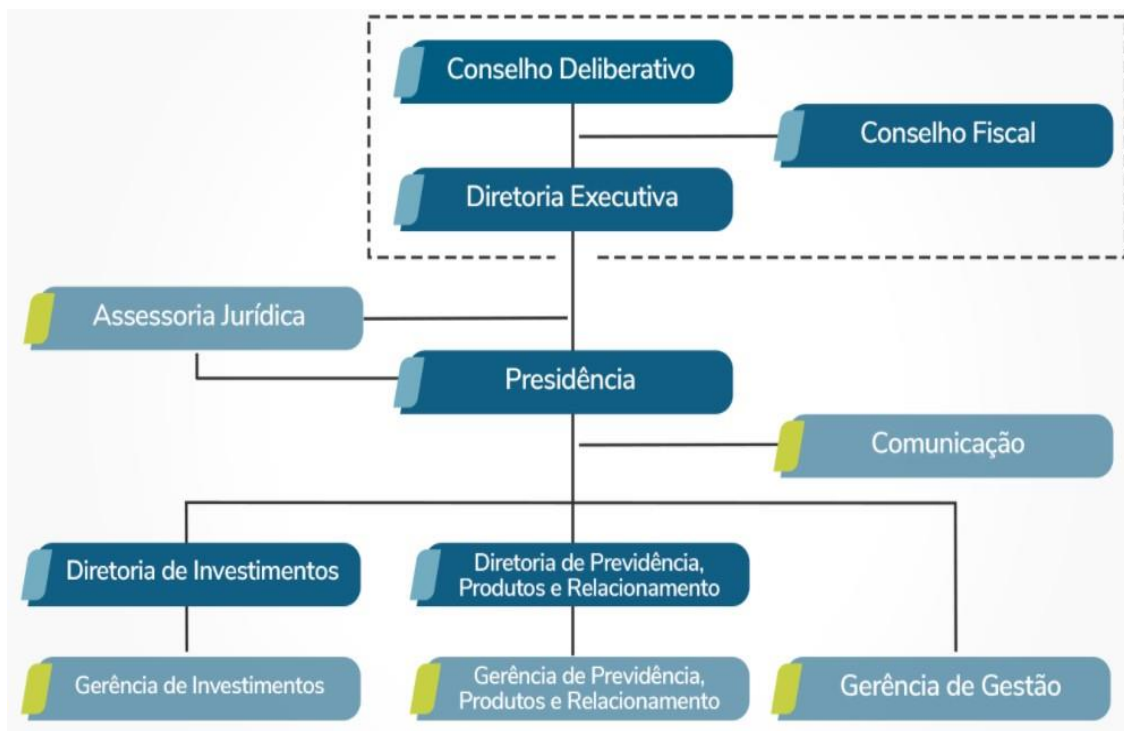 Conselho Deliberativo
Conselho Fiscal
Diretoria Executiva
Assessoria Jurídica
Presidência
Comunicação
Diretoria de Investimentos
Diretoria de Previdência,
Produtos e Relacionamento
Gerência de Investimentos
Gerência de Previdência,
Produtos e Relacionamento
Gerência de Gestão